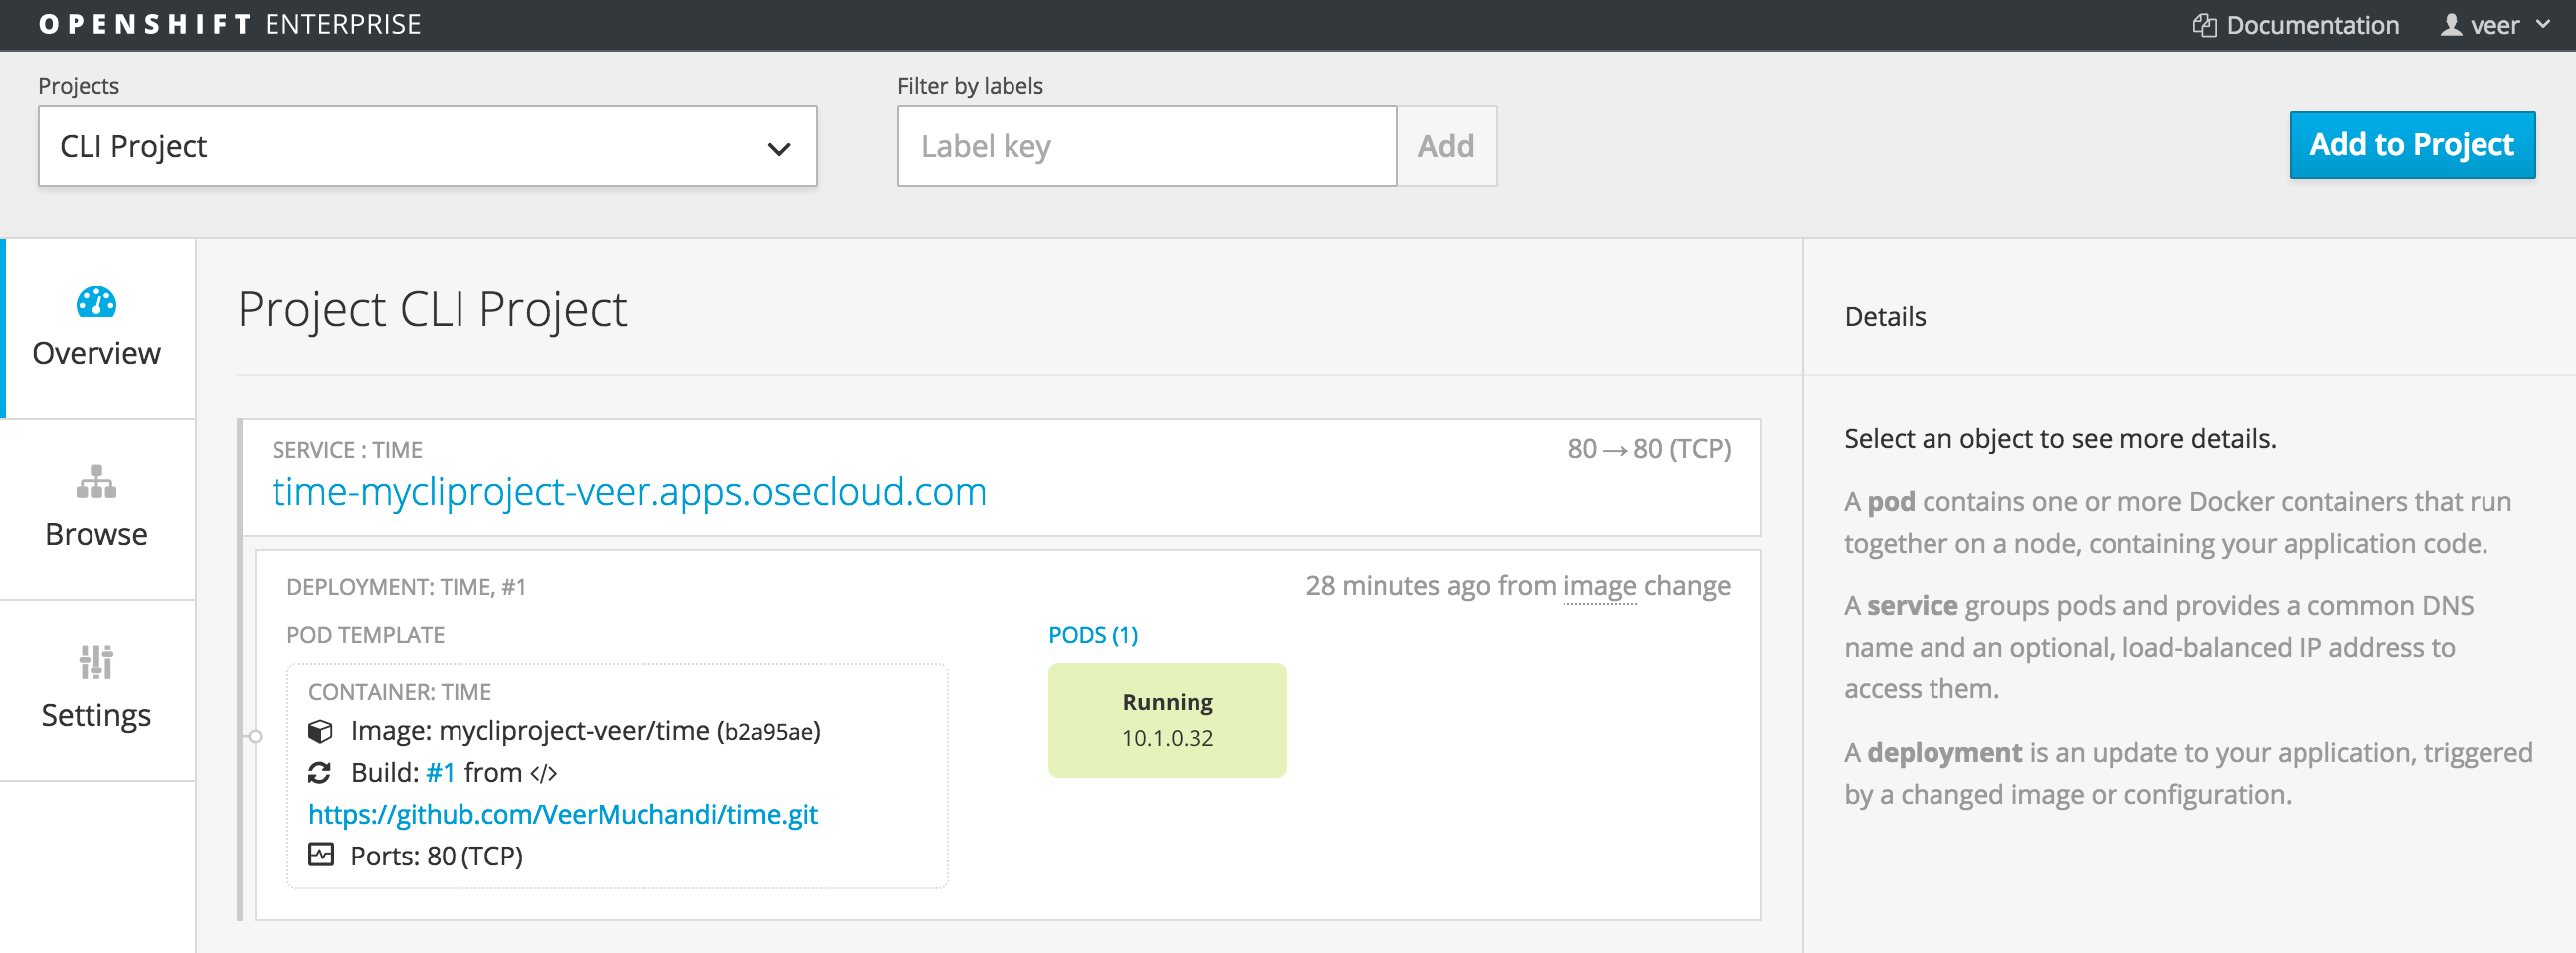 OPENSHIFT ENTERPRISE
Documentation
veer
Projects
CLI Project
Filter by labels
Label key
Add
Add to Project
Overview
Browse
Settings
Project CLI Project
SERVICE : TIME
80 → 80 (TCP)
time-mycliproject-veer.apps.osecloud.com
DEPLOYMENT: TIME, #1
28 minutes ago from image change
POD TEMPLATE
CONTAINER: TIME
Image: mycliproject-veer/time (b2a95ae)
Build: #1 from </>
https://github.com/VeerMuchandi/time.git
Ports: 80 (TCP)
PODS (1)
Running
10.1.0.32
Details
Select an object to see more details.
A pod contains one or more Docker containers that run
together on a node, containing your application code.
A service groups pods and provides a common DNS
name and an optional, load-balanced IP address to
access them.
A deployment is an update to your application, triggered
by a changed image or configuration.